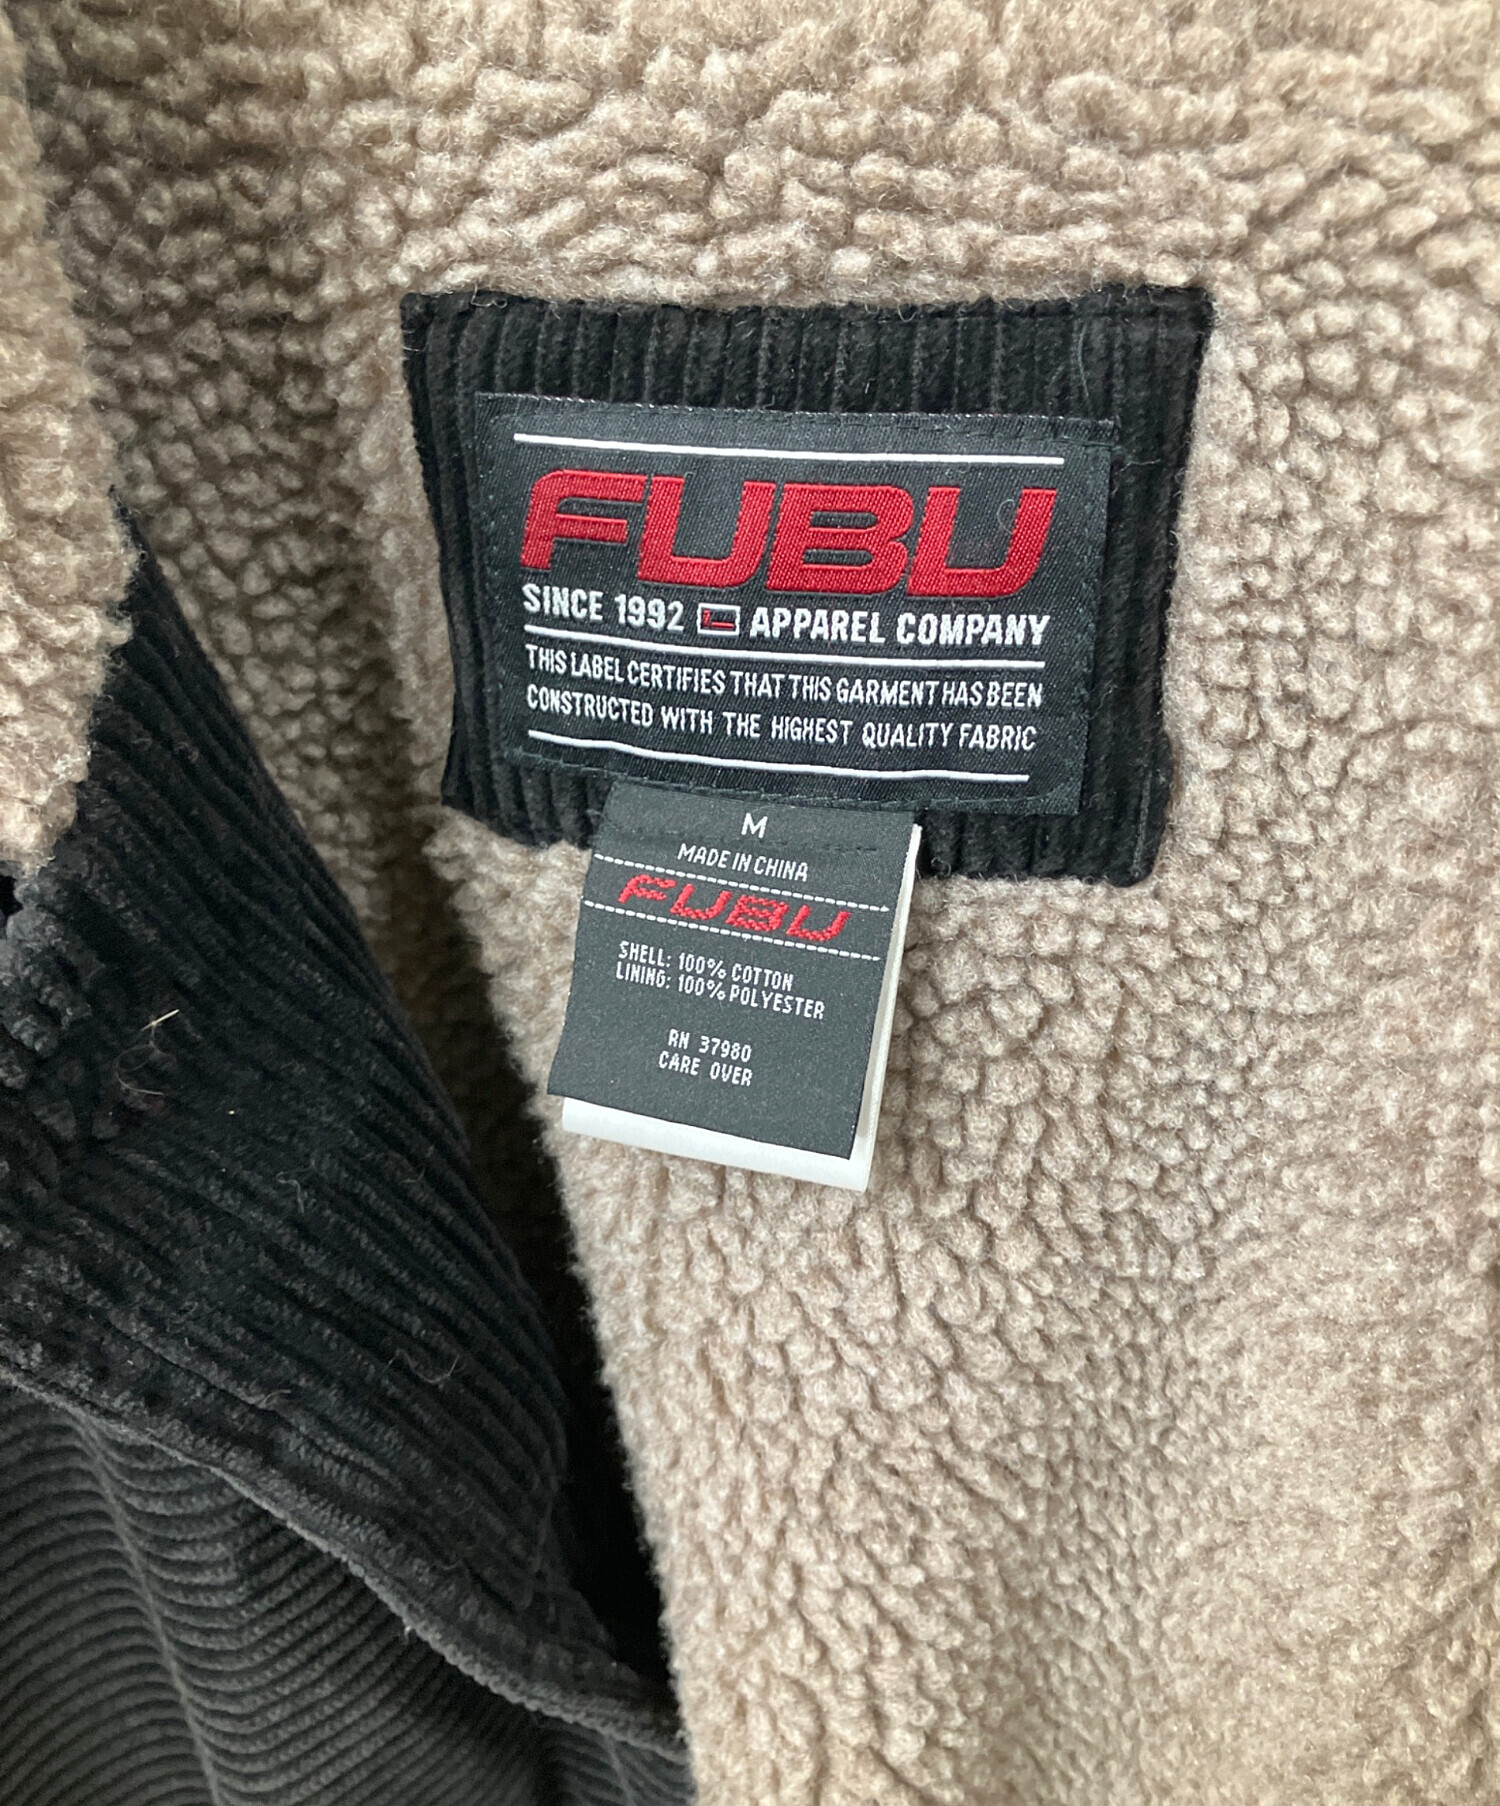 FUBU
SINCE 1992 APPAREL COMPANY
THIS LABEL CERTIFIES THAT THIS GARMENT HAS BEEN
CONSTRUCTED WITH THE HIGHEST QUALITY FABRIC
M
MADE IN CHINA
FUBU
SHELL: 100% COTTON
LINING: 100% POLYESTER
RN 37980
CARE OVER